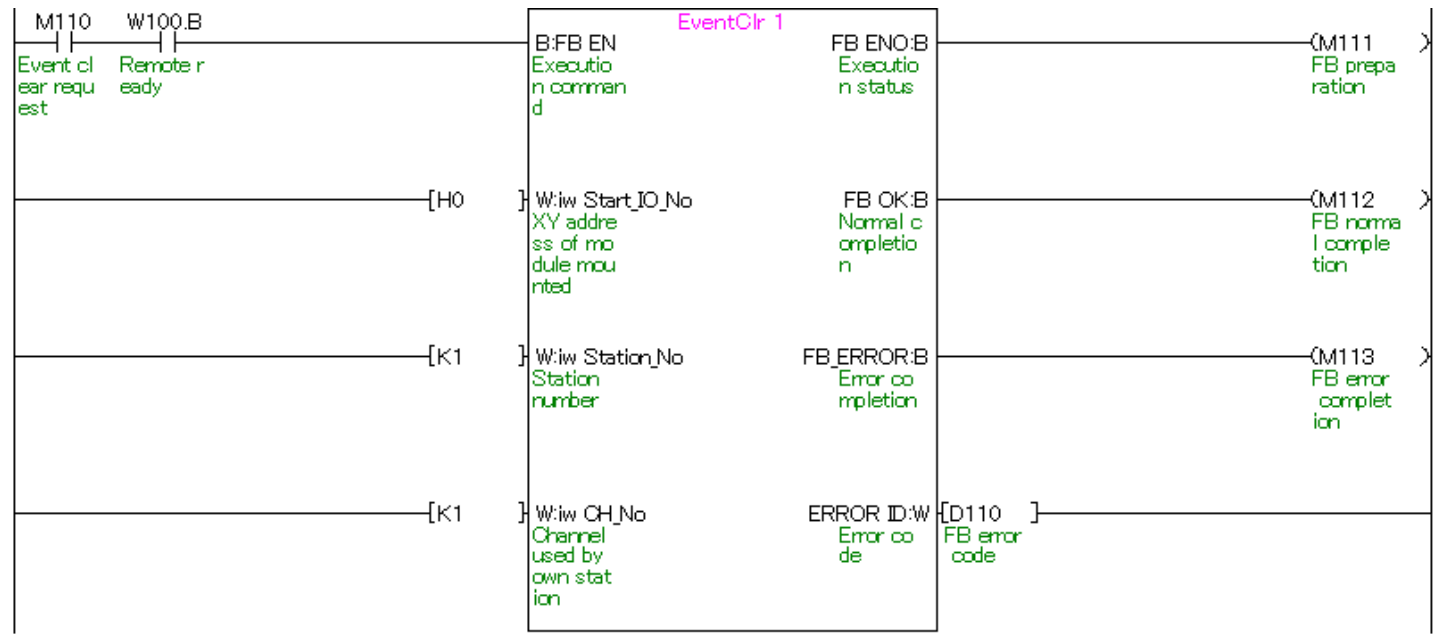 M110 W100.B EventClr 1
B:FB EN FB ENO:B (M111 )
Event cl Remote r Executio Executio FB prepa
ear requ eady n comman n status ration
est d
[H0 ] W:iw Start_IO_No FB OK:B (M112 )
XY addre Normal c FB norma
ss of mo ompletio l comple
dule mou n tion
nted
[K1 ] W:iw Station_No FB_ERROR:B (M113 )
Station Error co FB error
number mpletion complet
ion
[K1 ] W:iw CH_No ERROR ID:W [D110 ]
Channel Error co FB error
used by de code
own stat
ion